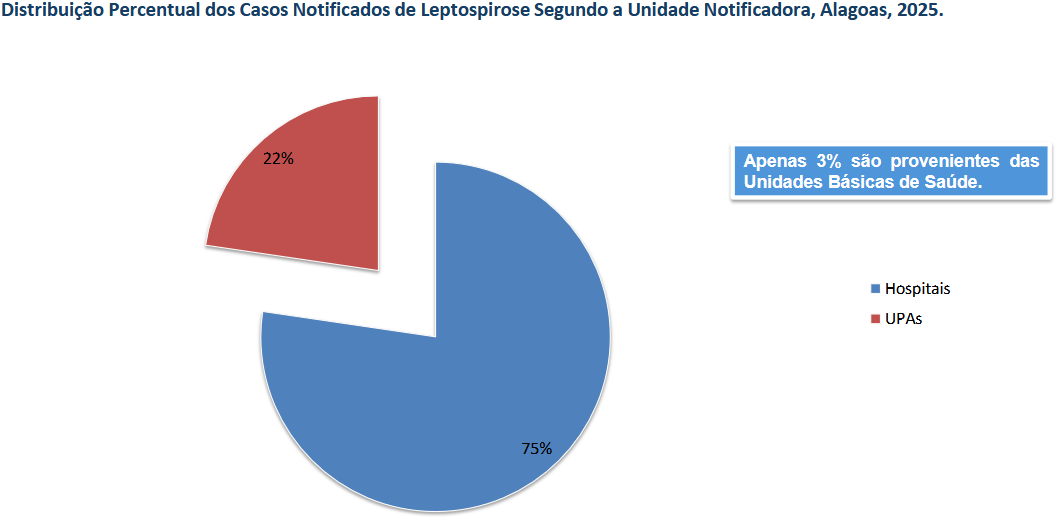 Distribuição Percentual dos Casos Notificados de Leptospirose Segundo a Unidade Notificadora, Alagoas, 2025.
22%
Apenas 3% são provenientes das
Unidades Básicas de Saúde.
Hospitais
UPAs
75%